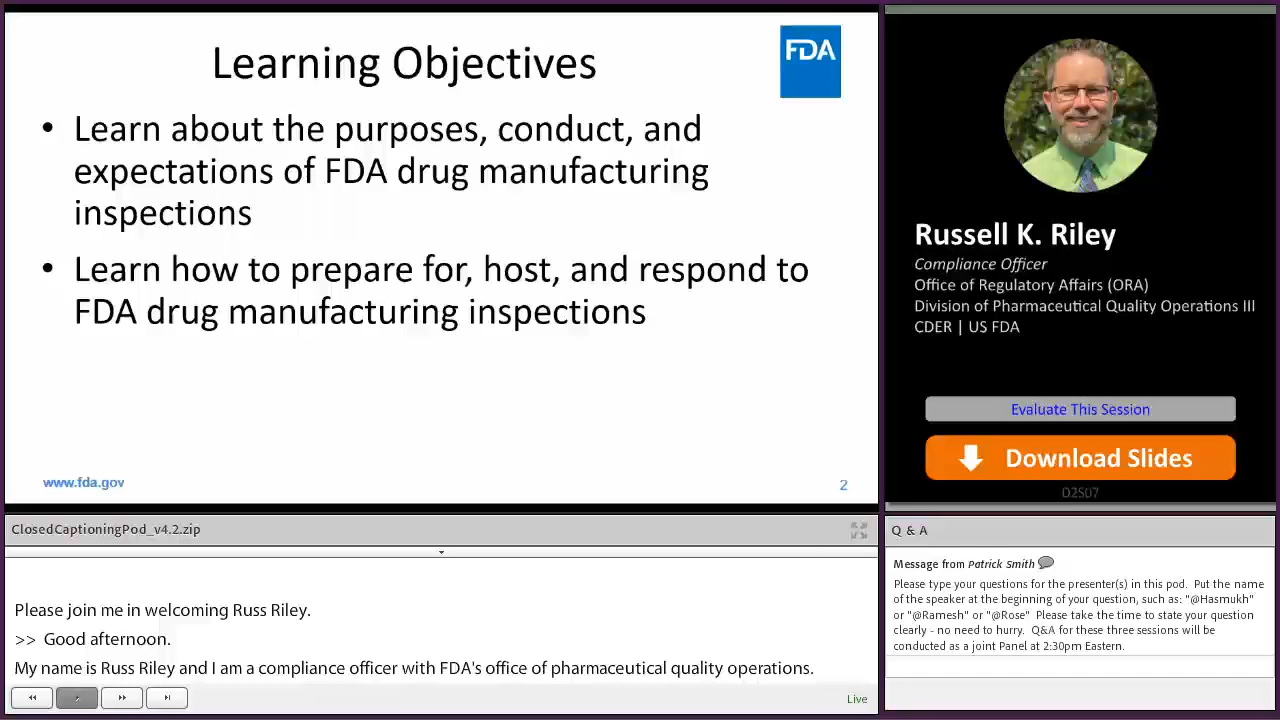 Learning Objectives
FDA
• Learn about the purposes, conduct, and
expectations of FDA drug manufacturing
inspections
• Learn how to prepare for, host, and respond to
FDA drug manufacturing inspections
www.fda.gov
2
Russell K. Riley
Compliance Officer
Office of Regulatory Affairs (ORA)
Division of Pharmaceutical Quality Operations III
CDER | US FDA
Evaluate This Session
Download Slides
D2S07
ClosedCaptioningPod_v4.2.zip
Please join me in welcoming Russ Riley.
>> Good afternoon.
My name is Russ Riley and I am a compliance officer with FDA's office of pharmaceutical quality operations.
Live
Q & A
Message from Patrick Smith
Please type your questions for the presenter(s) in this pod. Put the name
of the speaker at the beginning of your question, such as: "@Hasmukh"
or "@Ramesh" or "@Rose" Please take the time to state your question
clearly - no need to hurry. Q&A for these three sessions will be
conducted as a joint Panel at 2:30pm Eastern.